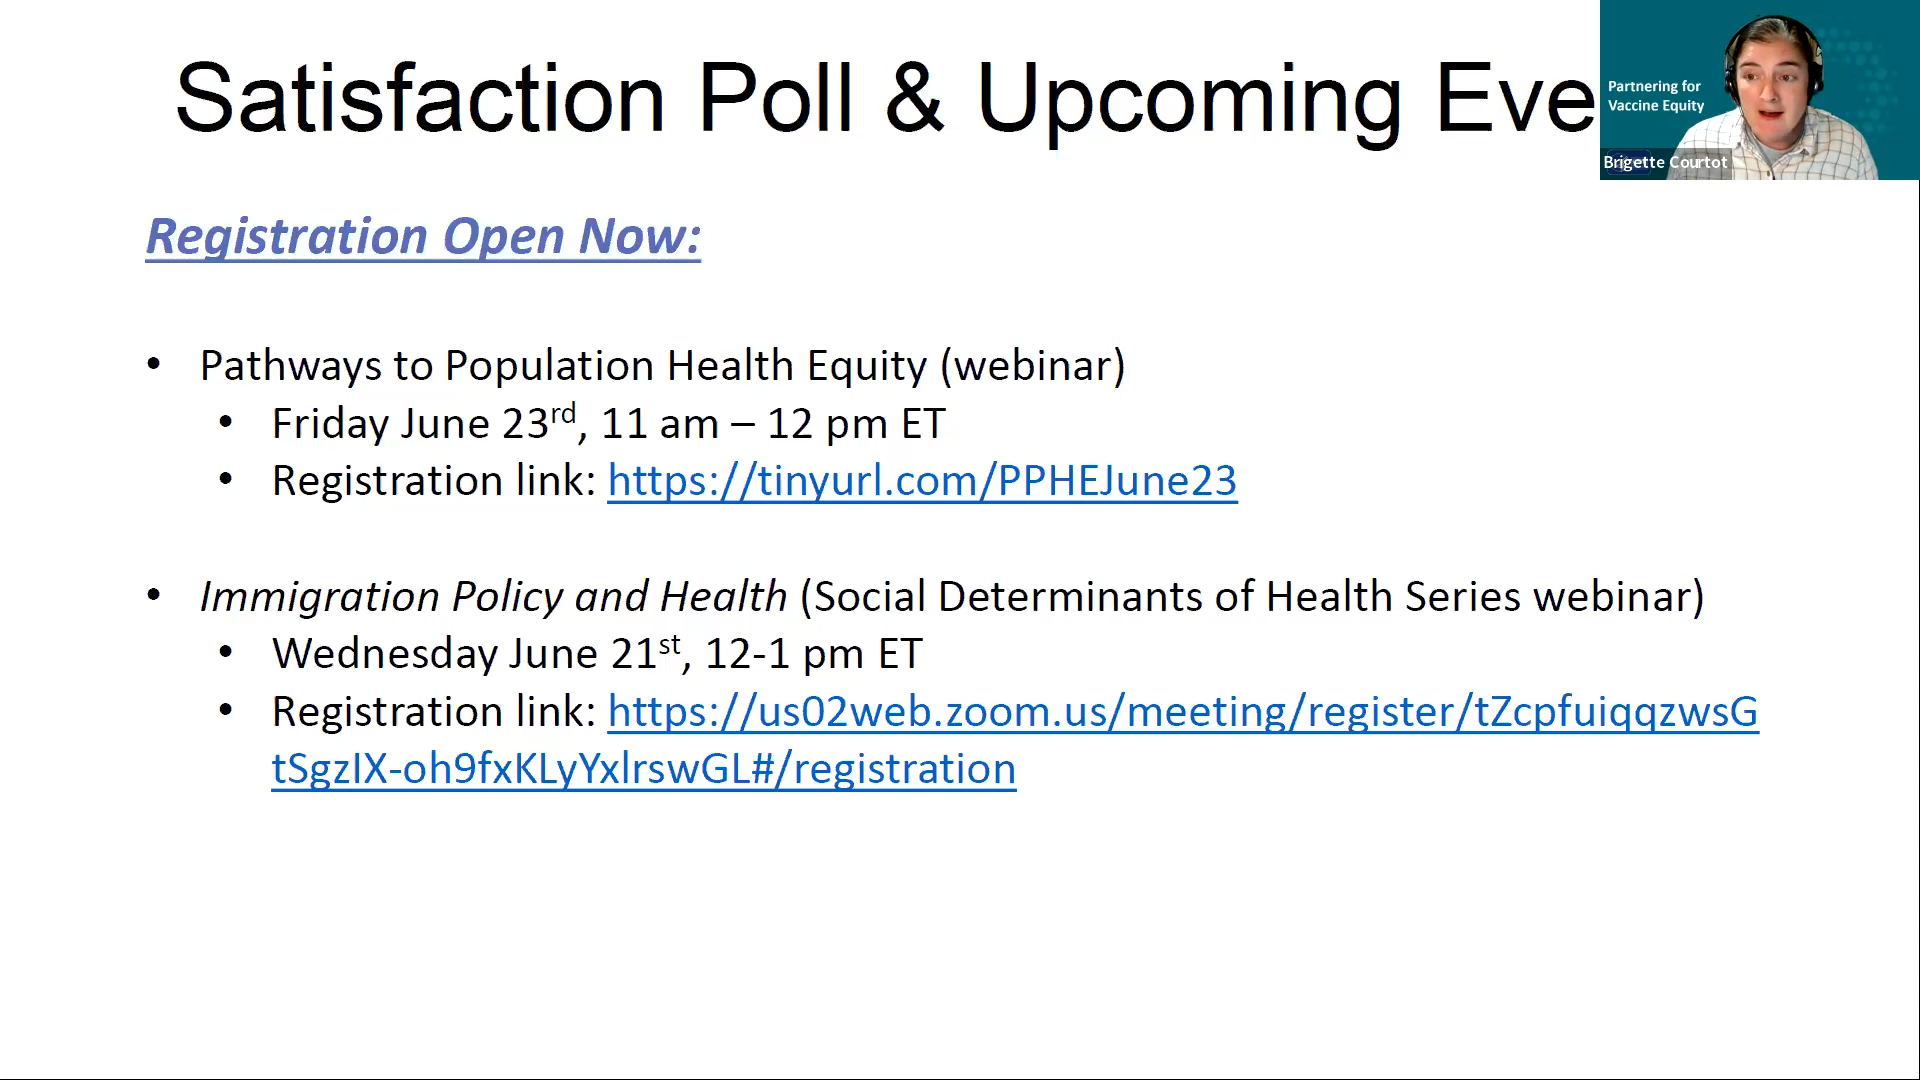 Satisfaction Poll & Upcoming Eve
Partnering for
Vaccine Equity
Brigette Courtot
Registration Open Now:
• Pathways to Population Health Equity (webinar)
• Friday June 23rd, 11 am – 12 pm ET
• Registration link: https://tinyurl.com/PPHEJune23
• Immigration Policy and Health (Social Determinants of Health Series webinar)
• Wednesday June 21st, 12-1 pm ET
• Registration link: https://us02web.zoom.us/meeting/register/tZcpfuiqqzwsG
tSgzIX-oh9fxKLyYxlrswGL#/registration